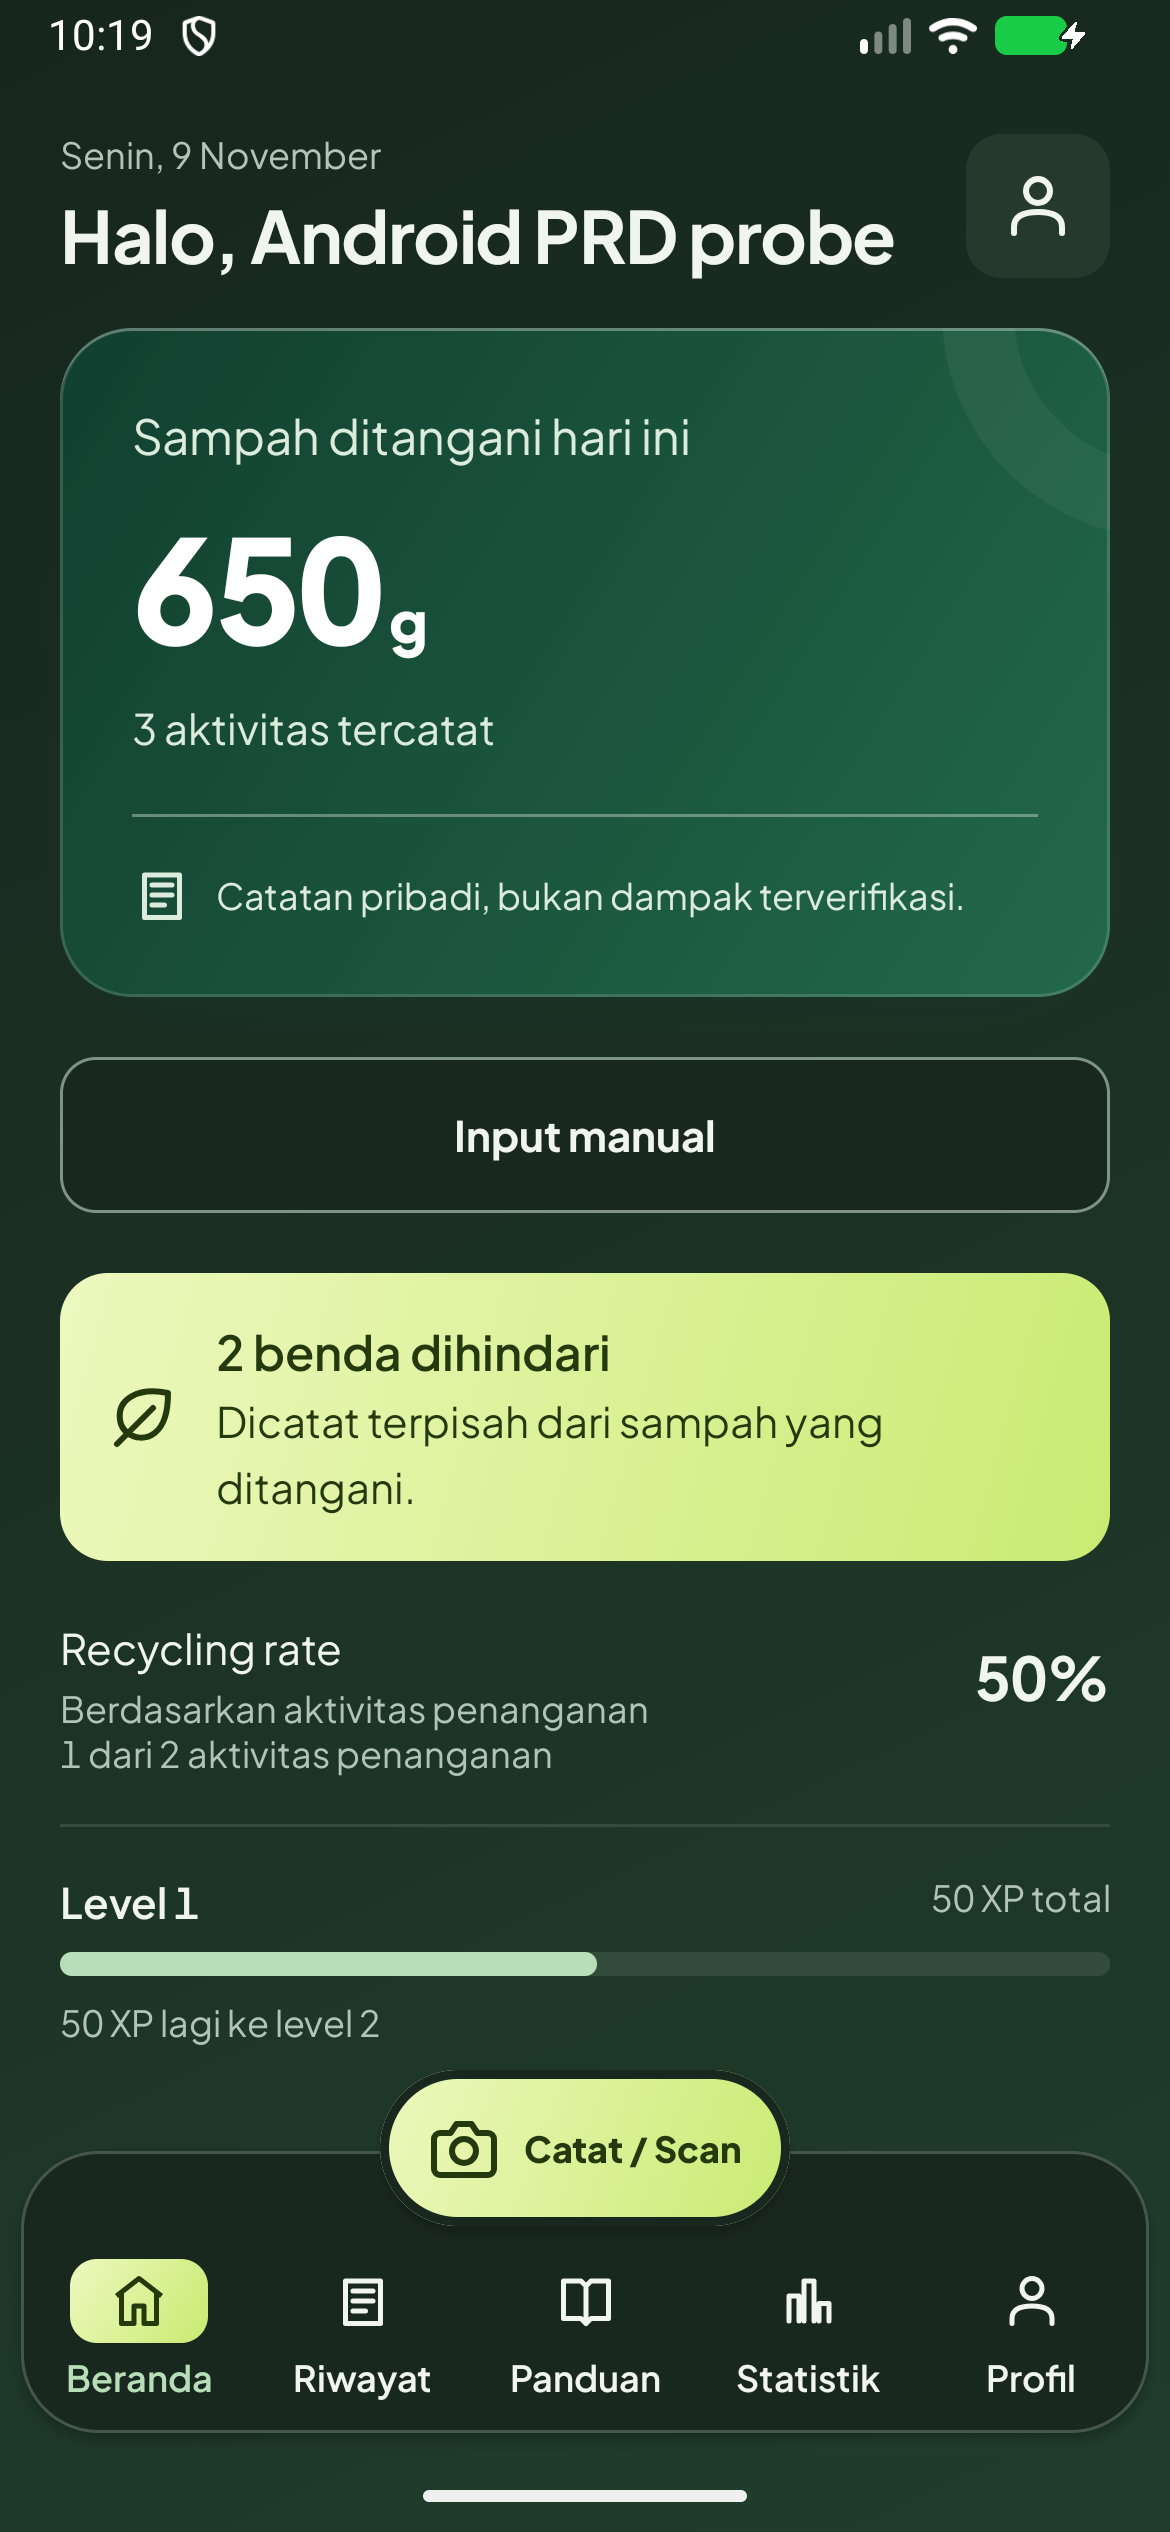 10:19
Senin, 9 November
Halo, Android PRD probe
Sampah ditangani hari ini
650 g
3 aktivitas tercatat
Catatan pribadi, bukan dampak terverifikasi.
Input manual
2 benda dihindari
Dicatat terpisah dari sampah yang
ditangani.
Recycling rate
50%
Berdasarkan aktivitas penanganan
1 dari 2 aktivitas penanganan
Level 1
50 XP total
50 XP lagi ke level 2
Catat / Scan
Beranda
Riwayat
Panduan
Statistik
Profil